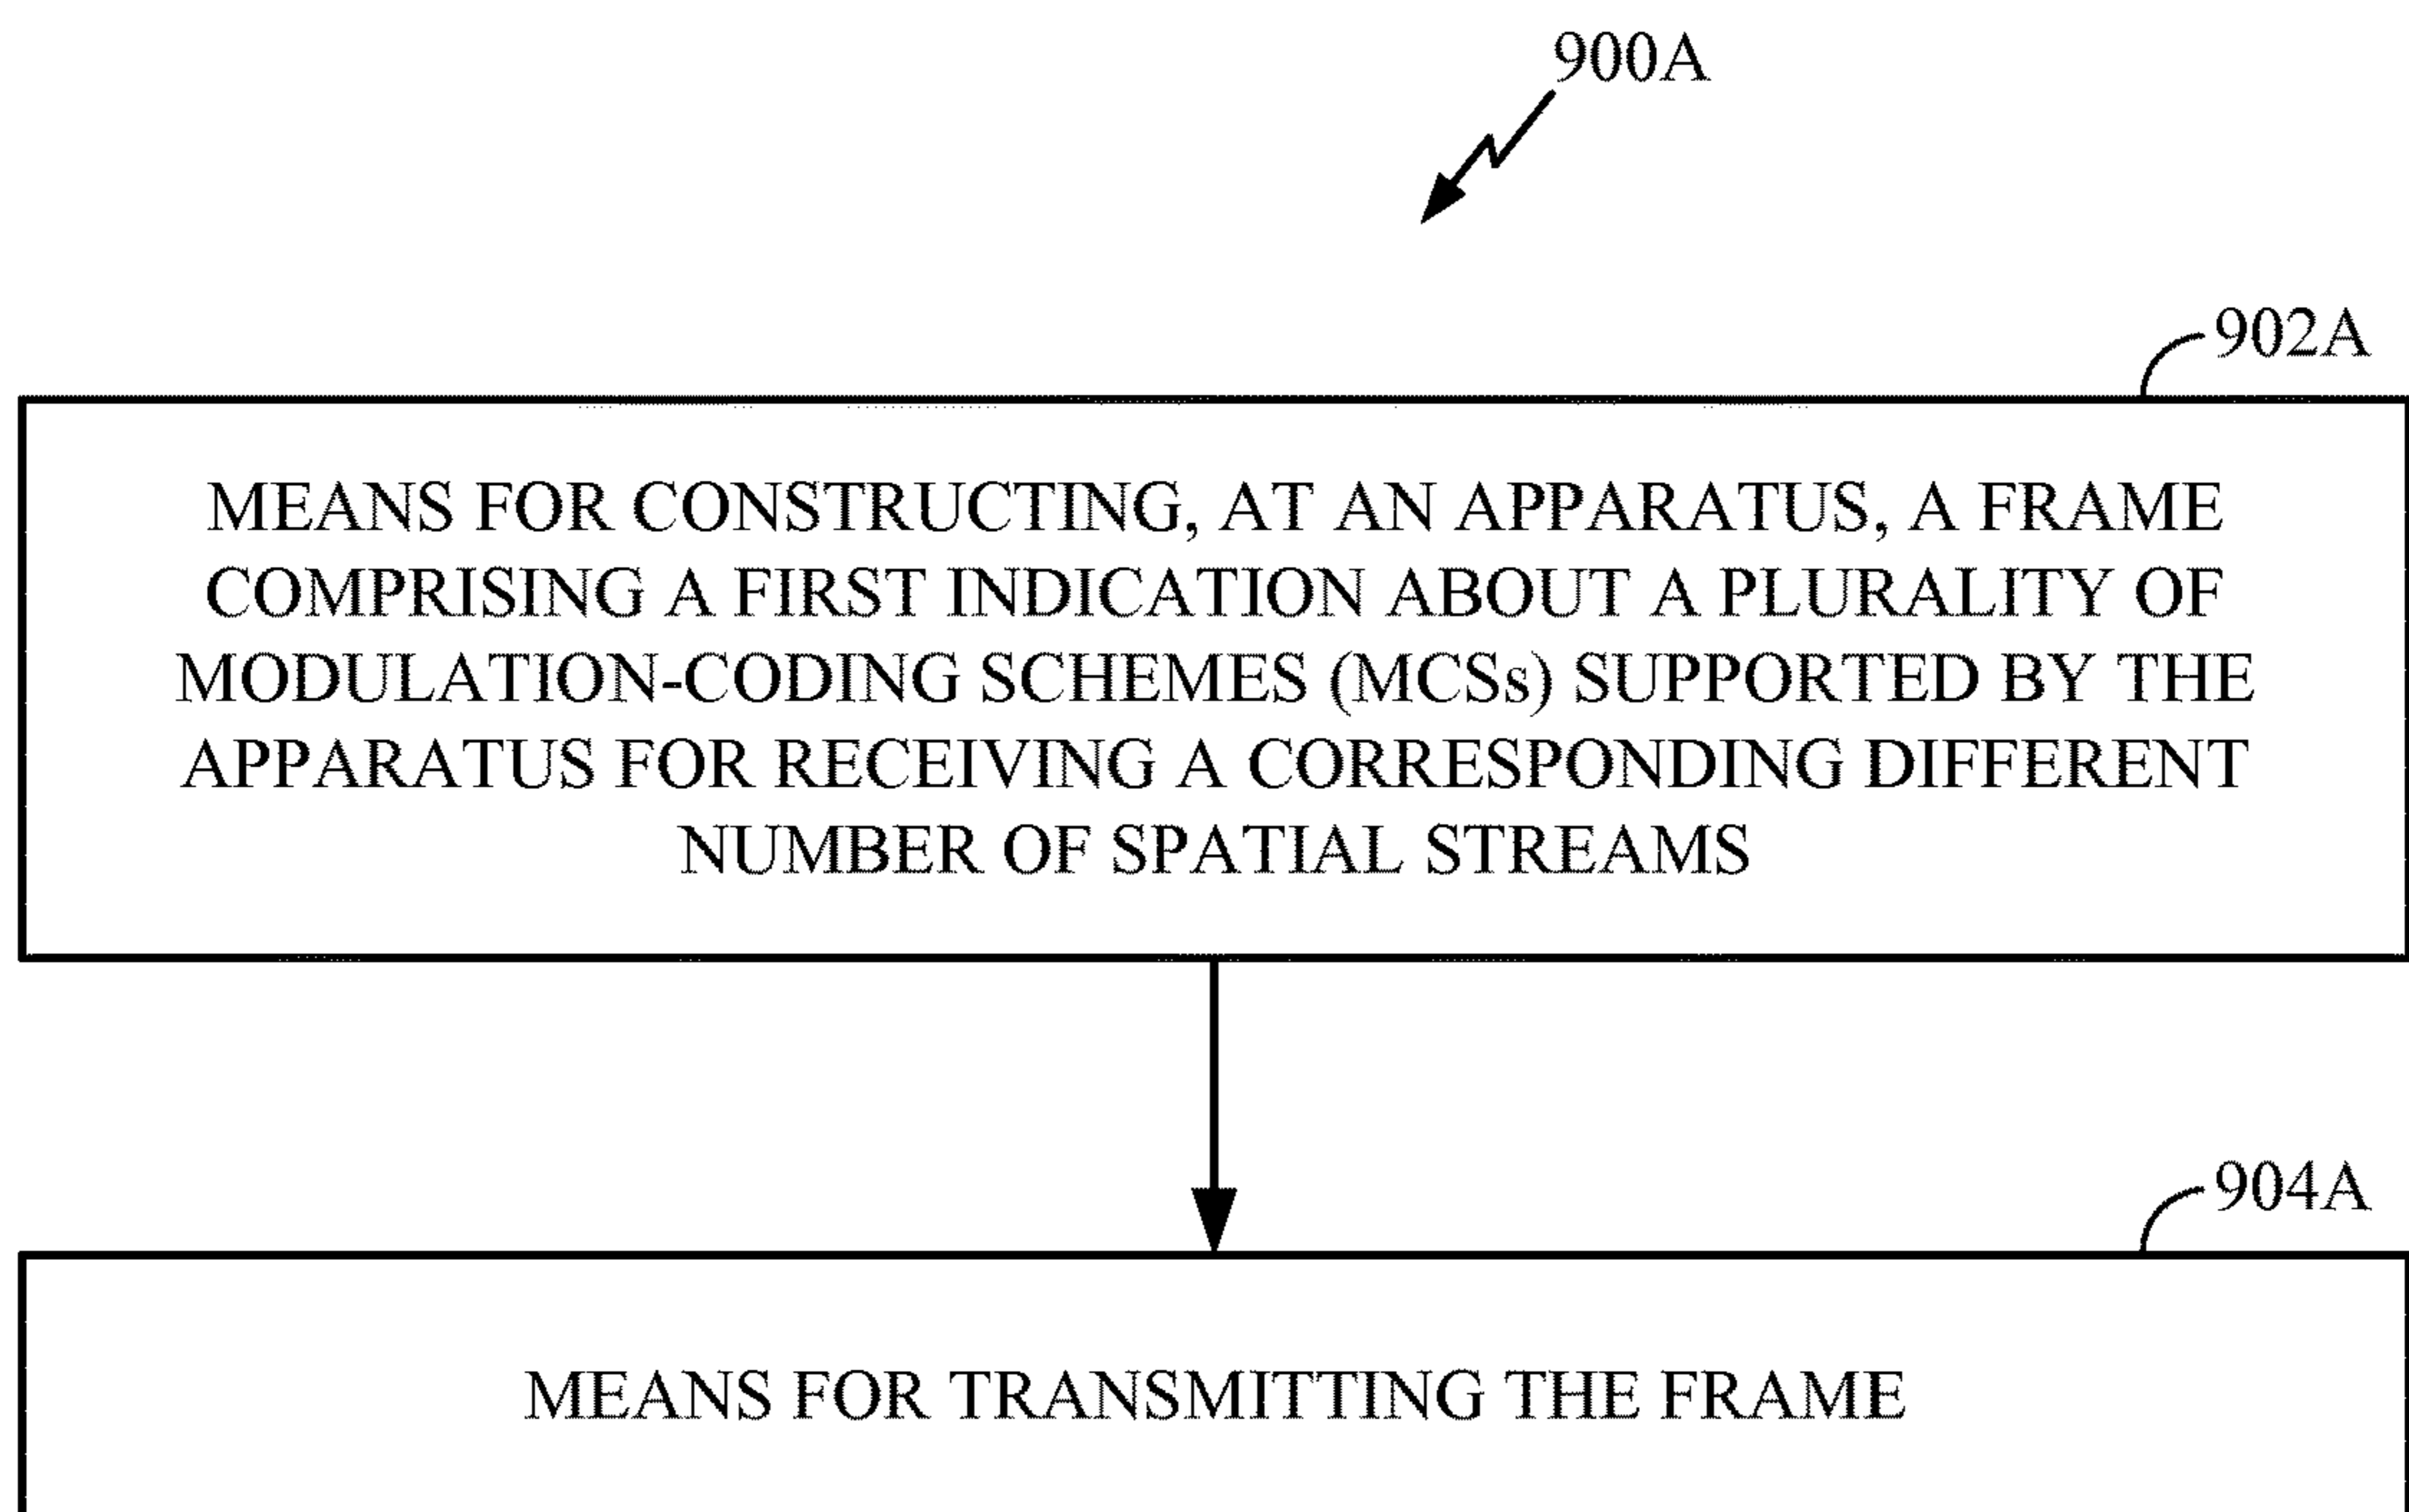 900A
902A
MEANS FOR CONSTRUCTING, AT AN APPARATUS, A FRAME
COMPRISING A FIRST INDICATION ABOUT A PLURALITY OF
MODULATION-CODING SCHEMES (MCSs) SUPPORTED BY THE
APPARATUS FOR RECEIVING A CORRESPONDING DIFFERENT
NUMBER OF SPATIAL STREAMS
904A
MEANS FOR TRANSMITTING THE FRAME